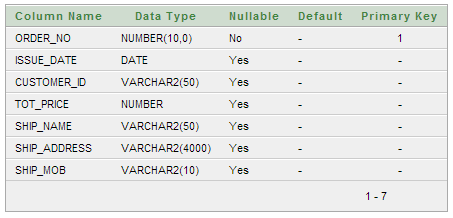 Column Name Data Type Nullable Default Primary Key
ORDER_NO NUMBER(10,0) No - 1
ISSUE_DATE DATE Yes - -
CUSTOMER_ID VARCHAR2(50) Yes - -
TOT_PRICE NUMBER Yes - -
SHIP_NAME VARCHAR2(50) Yes - -
SHIP_ADDRESS VARCHAR2(4000) Yes - -
SHIP_MOB VARCHAR2(10) Yes - -
1 - 7